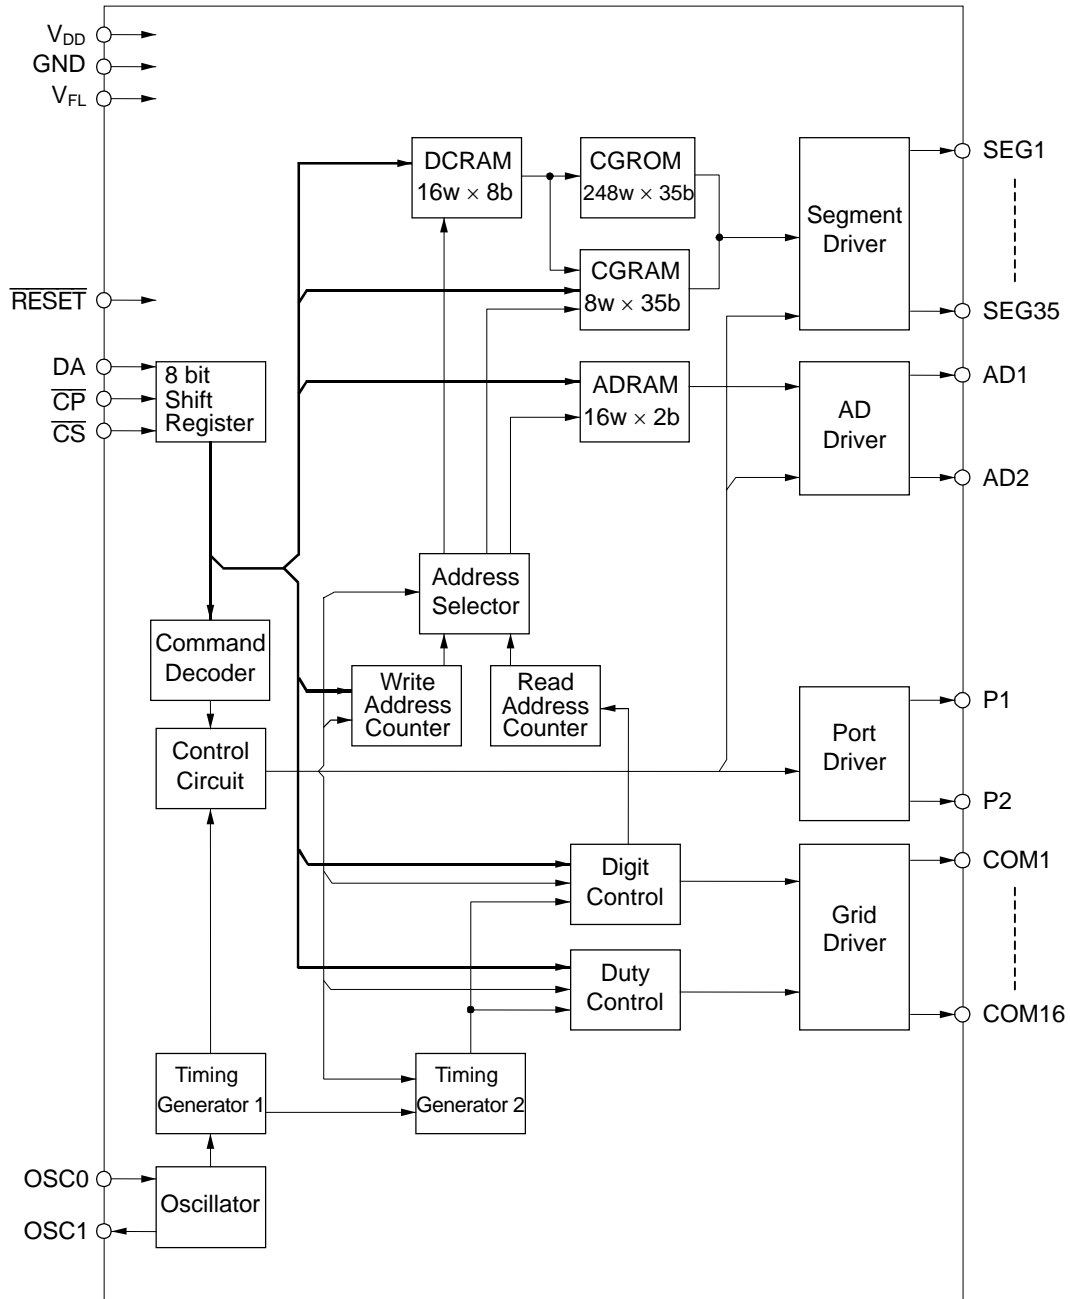 VDD
GND
VFL
RESET
DA
CP
CS
8 bit
Shift
Register
DCRAM
16w × 8b
CGROM
248w × 35b
CGRAM
8w × 35b
ADRAM
16w × 2b
Segment
Driver
SEG1
SEG35
AD
Driver
AD1
AD2
Address
Selector
Command
Decoder
Write
Address
Counter
Read
Address
Counter
Control
Circuit
Port
Driver
P1
P2
Digit
Control
Duty
Control
Grid
Driver
COM1
COM16
Timing
Generator 1
Timing
Generator 2
OSC0
OSC1
Oscillator